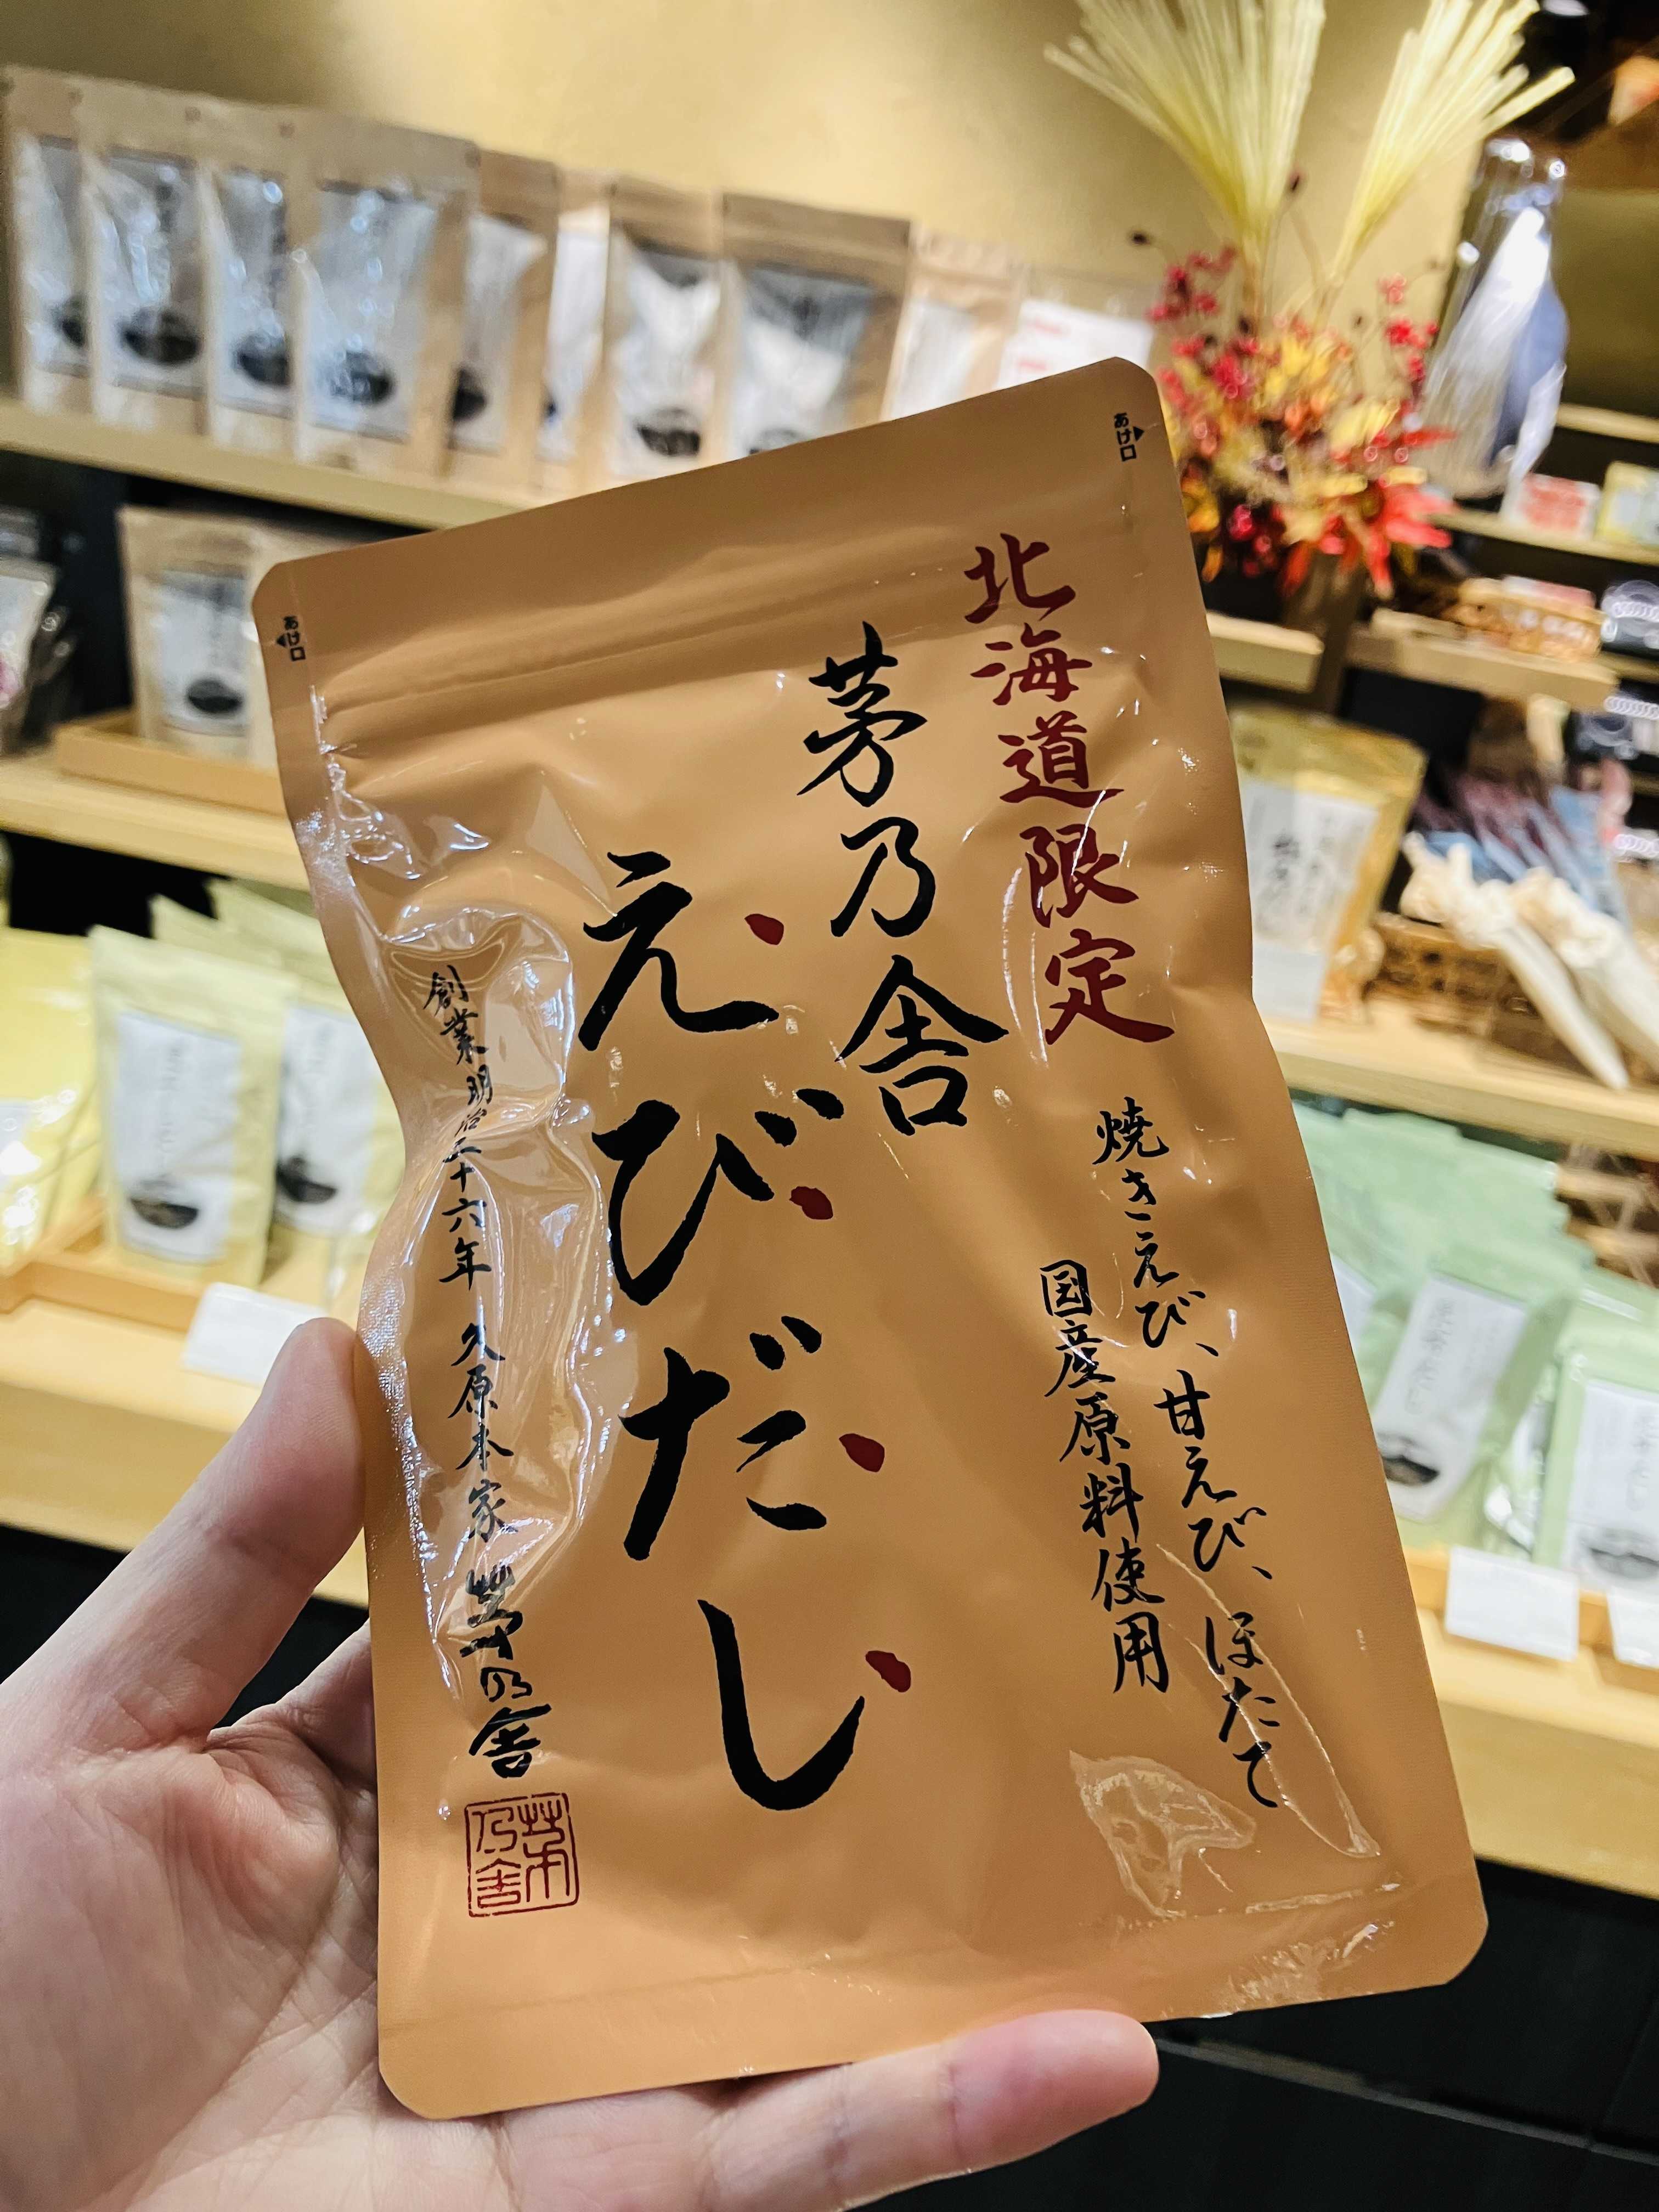 あけ口
あけ口
北海道限定
焼きえび、甘えび、ほたて
国産原料使用
茅乃舎
えびだし
創業明治二十六年 久原本家 茅乃舎
茅乃舎